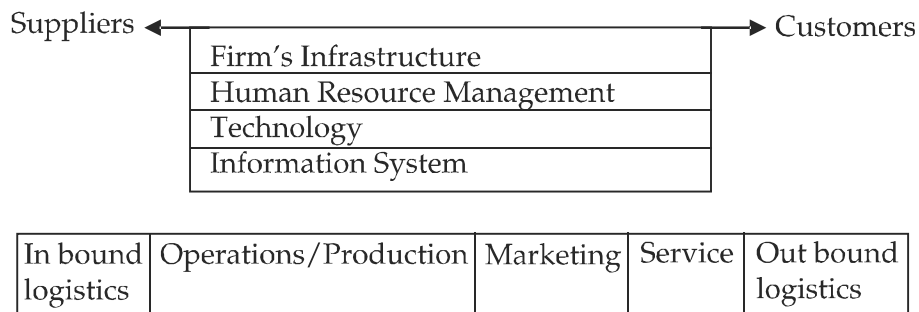 Suppliers
Customers
Firm's Infrastructure
Human Resource Management
Technology
Information System
In bound
logistics
Operations/Production
Marketing
Service
Out bound
logistics